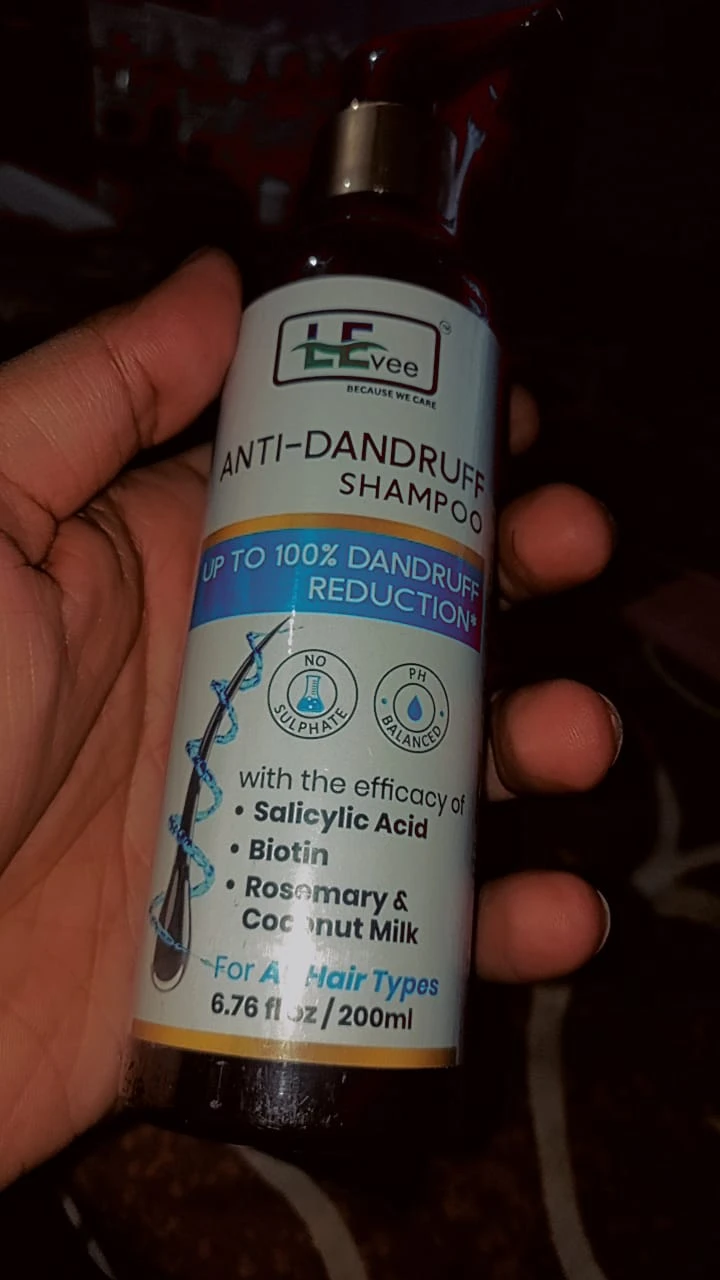 LEvee
TM
BECAUSE WE CARE
ANTI-DANDRUFF
SHAMPOO
UP TO 100% DANDRUFF
REDUCTION*
NO
SULPHATE
PH
BALANCED
with the efficacy of
• Salicylic Acid
• Biotin
• Rosemary &
Coconut Milk
For All Hair Types
6.76 fl oz / 200ml